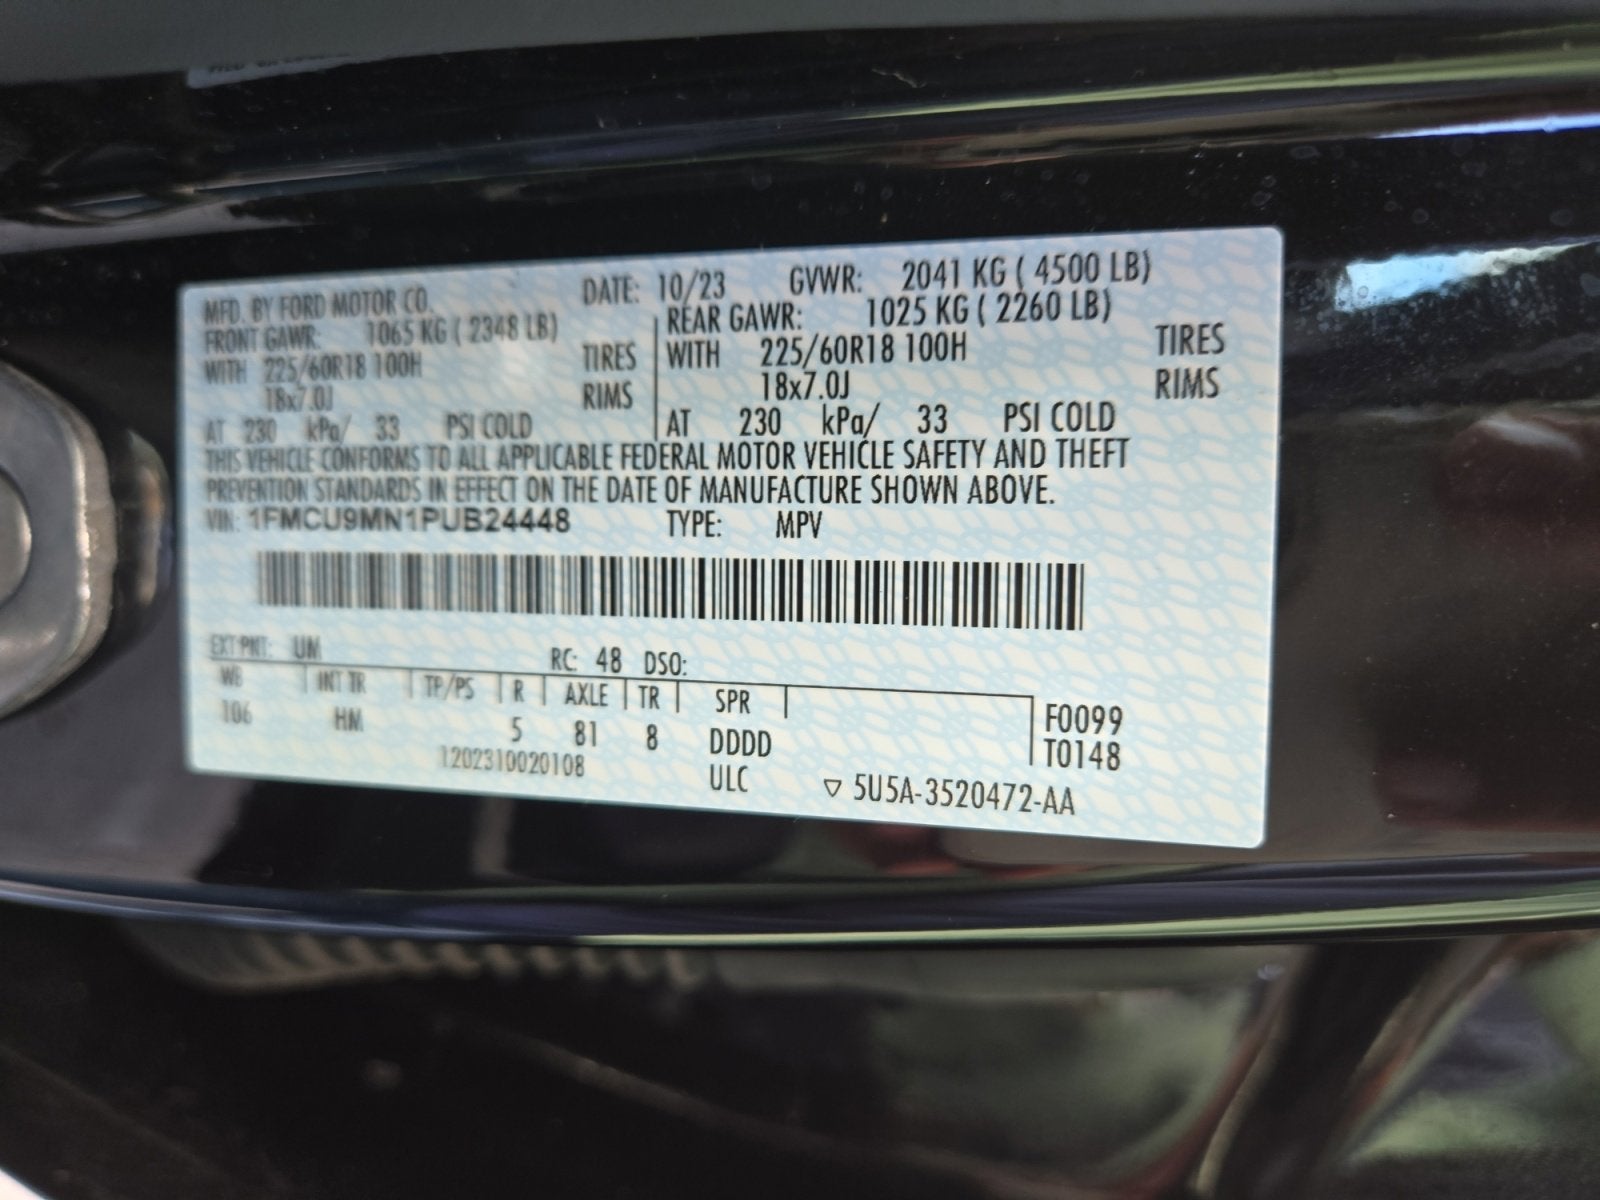 MFD. BY FORD MOTOR CO. DATE: 10/23 GVWR: 2041 KG ( 4500 LB)
FRONT GAWR: 1065 KG ( 2348 LB) REAR GAWR: 1025 KG ( 2260 LB)
WITH 225/60R18 100H TIRES WITH 225/60R18 100H TIRES
18x7.0J RIMS 18x7.0J RIMS
AT 230 kPa/ 33 PSI COLD AT 230 kPa/ 33 PSI COLD
THIS VEHICLE CONFORMS TO ALL APPLICABLE FEDERAL MOTOR VEHICLE SAFETY AND THEFT
PREVENTION STANDARDS IN EFFECT ON THE DATE OF MANUFACTURE SHOWN ABOVE.
VIN: 1FMCU9MN1PUB24448 TYPE: MPV
EXT PNT: UM RC: 48 DSO:
WB INT TR TP/PS R AXLE TR SPR F0099
106 HM 5 81 8 DDDD T0148
1202310020108 ULC ▽ 5U5A-3520472-AA